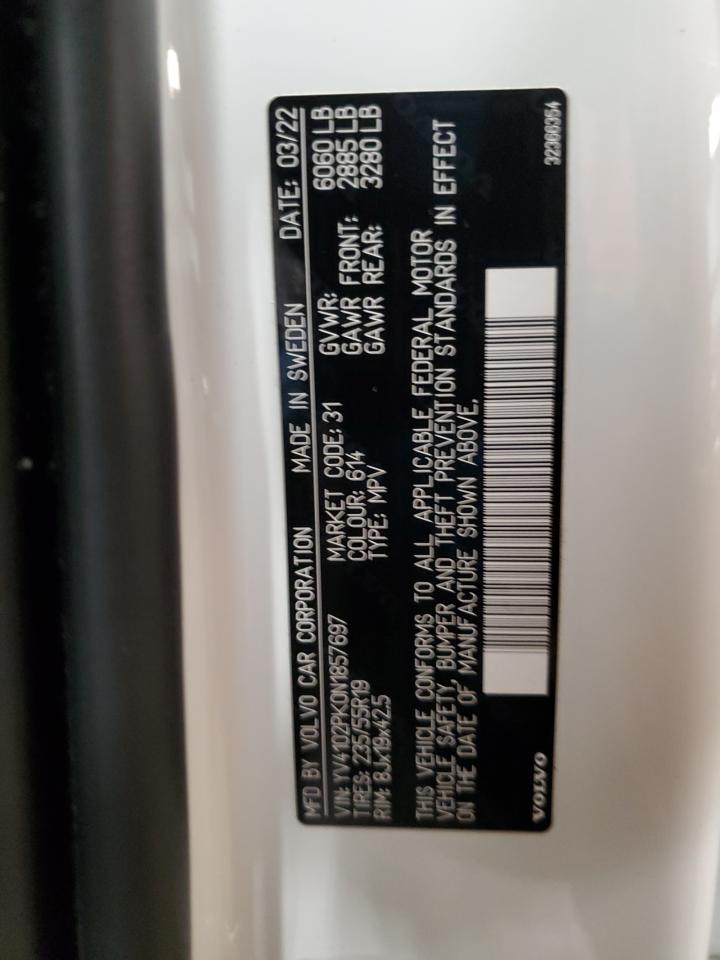 MFD BY VOLVO CAR CORPORATION MADE IN SWEDEN DATE: 03/22
VIN: YV4102PK0N1857697 MARKET CODE: 31 GVWR: 6060 LB
TIRES: 235/55R19 COLOUR: 614 GAWR FRONT: 2885 LB
RIM: 8Jx19x42.5 TYPE: MPV GAWR REAR: 3280 LB
THIS VEHICLE CONFORMS TO ALL APPLICABLE FEDERAL MOTOR
VEHICLE SAFETY, BUMPER AND THEFT PREVENTION STANDARDS IN EFFECT
ON THE DATE OF MANUFACTURE SHOWN ABOVE.
VOLVO 32366354